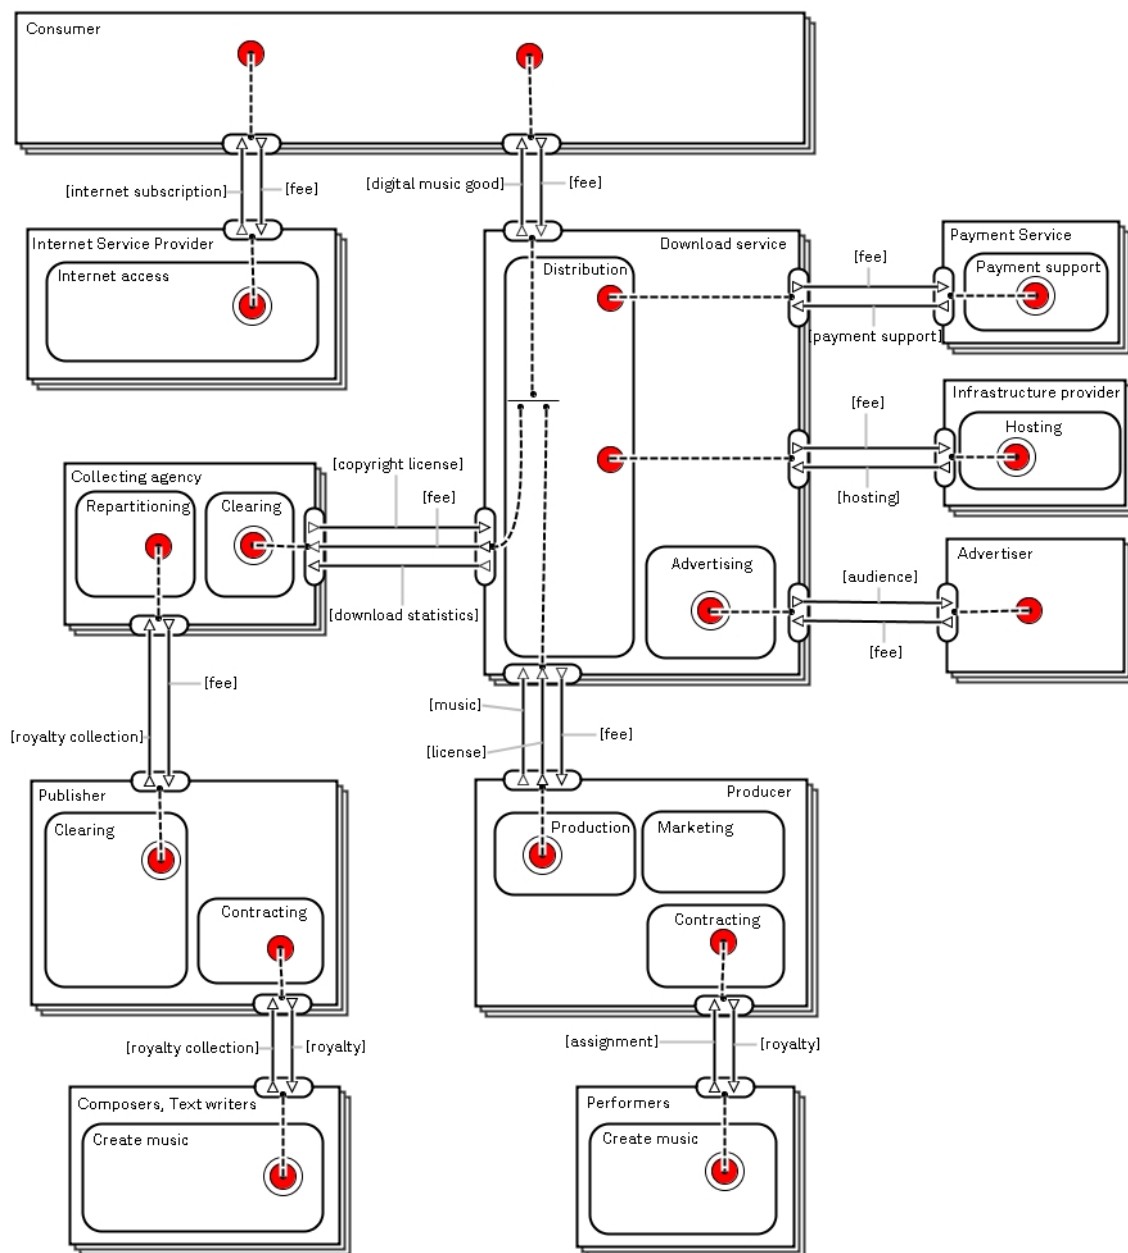 Consumer
[internet subscription]
[fee]
[digital music good]
[fee]
Internet Service Provider
Internet access
Download service
Distribution
Payment Service
Payment support
[fee]
[payment support]
Infrastructure provider
Hosting
[fee]
[hosting]
Collecting agency
Repartitioning
Clearing
[copyright license]
[fee]
[download statistics]
Advertising
Advertiser
[audience]
[fee]
[fee]
[royalty collection]
[music]
[license]
[fee]
Publisher
Clearing
Contracting
Producer
Production
Marketing
Contracting
[royalty collection]
[royalty]
[assignment]
[royalty]
Composers, Text writers
Create music
Performers
Create music